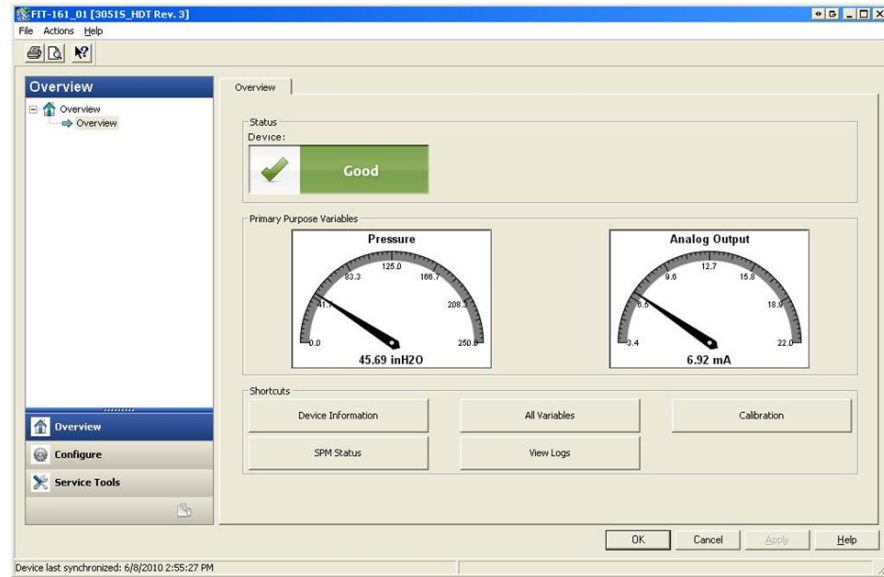 FIT-161_01 [3051S_HDT Rev. 3]
File Actions Help
Overview
Overview
Overview
Overview
Configure
Service Tools
Overview
Status
Device:
Good
Primary Purpose Variables
Pressure
0.0
41.7
83.3
125.0
166.7
208.3
250.0
45.69 inH2O
Analog Output
3.4
6.5
9.6
12.7
15.8
18.9
22.0
6.92 mA
Shortcuts
Device Information
All Variables
Calibration
SPM Status
View Logs
OK
Cancel
Apply
Help
Device last synchronized: 6/8/2010 2:55:27 PM